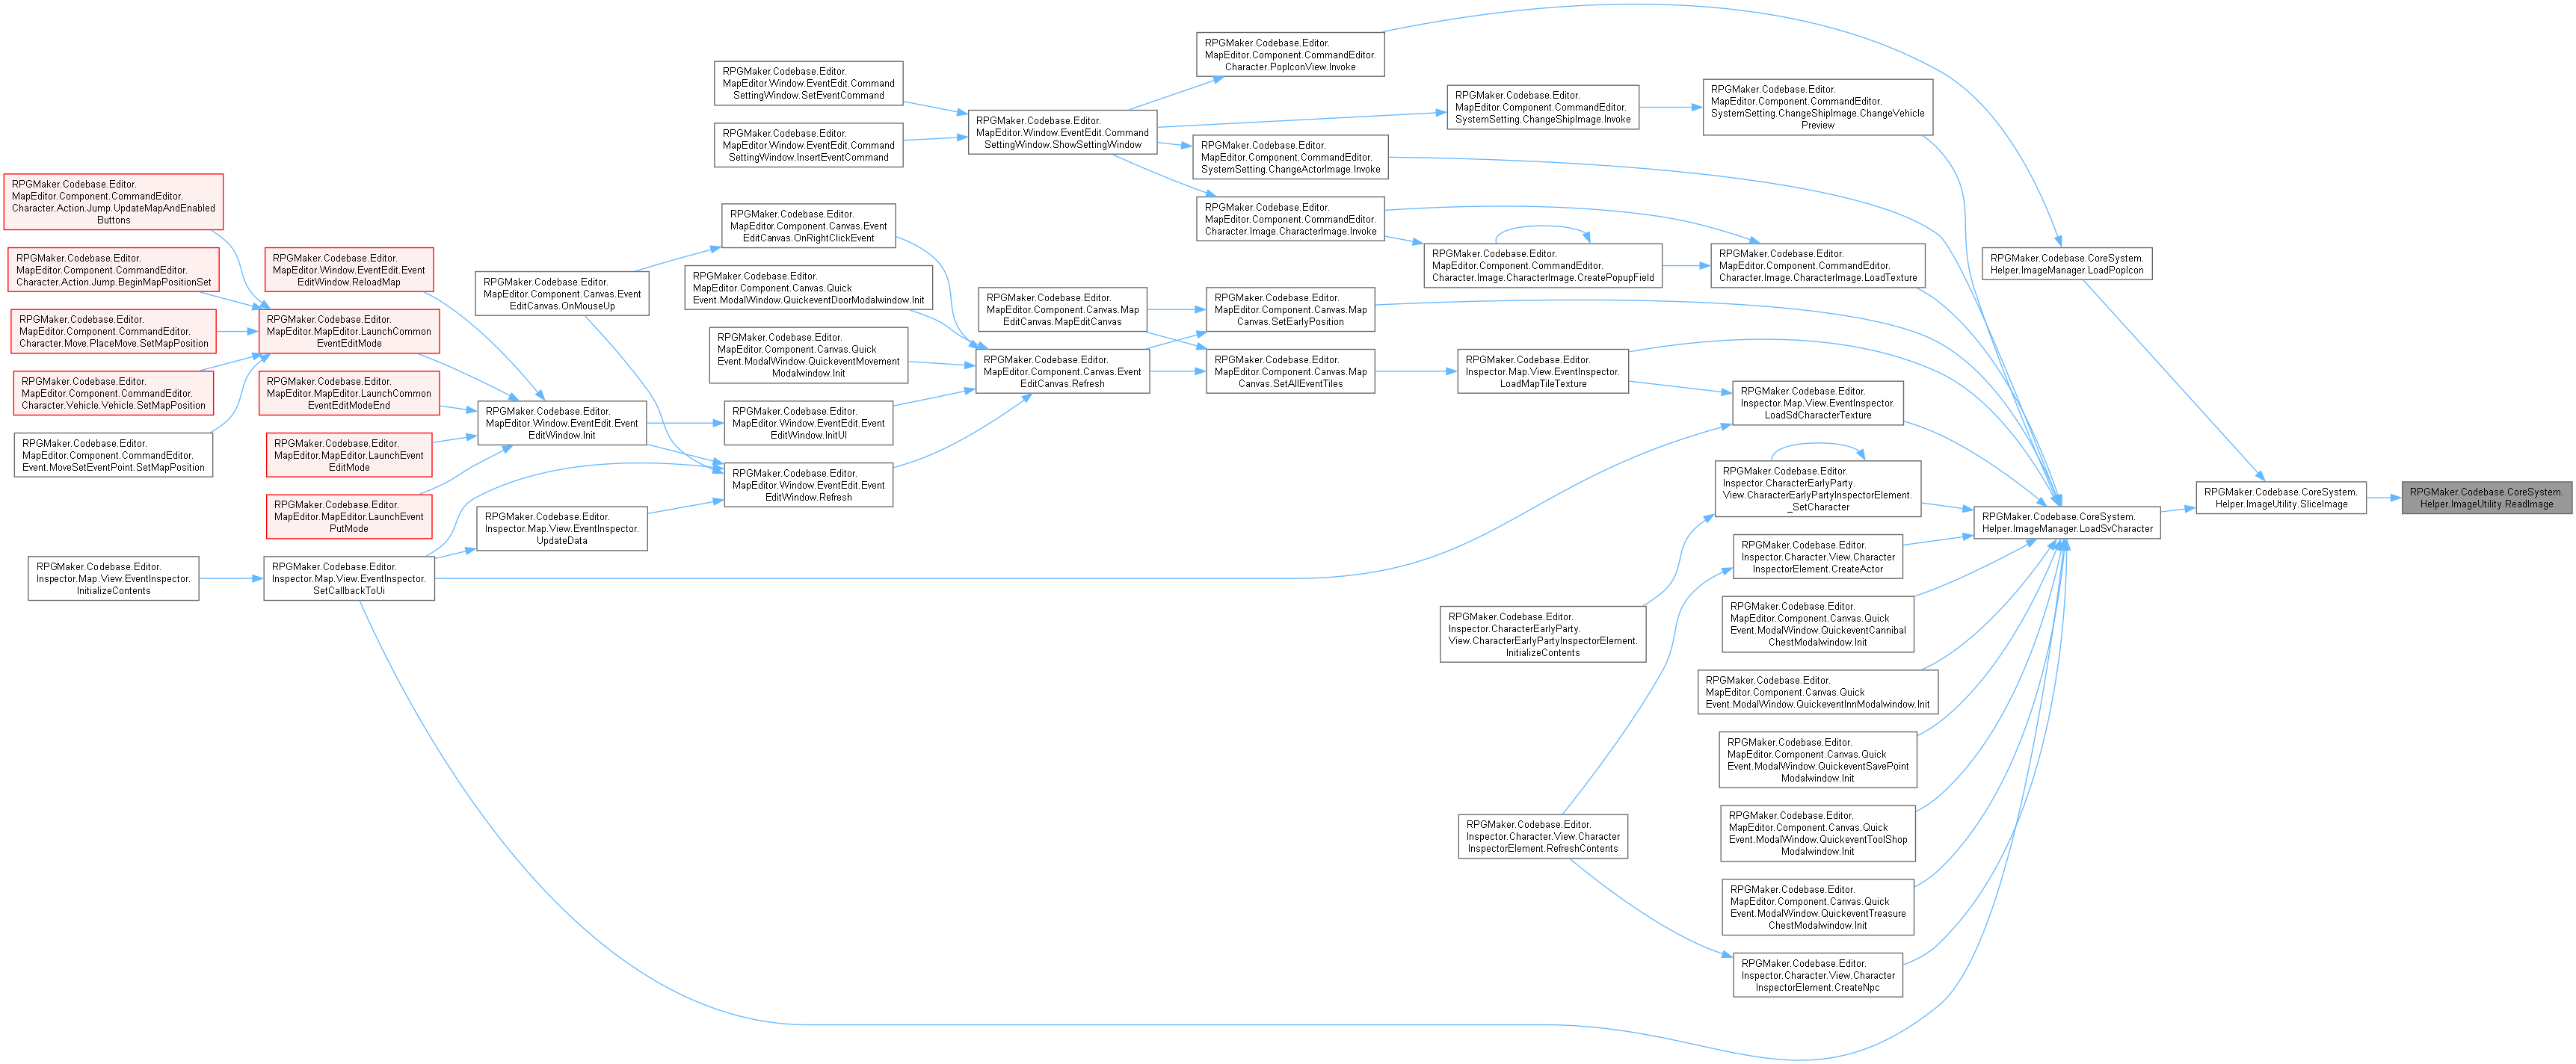 RPGMaker.Codebase.Editor.
MapEditor.Component.CommandEditor.
Character.Action.Jump.UpdateMapAndEnabled
Buttons
RPGMaker.Codebase.Editor.
MapEditor.Component.CommandEditor.
Character.Action.Jump.BeginMapPositionSet
RPGMaker.Codebase.Editor.
MapEditor.Component.CommandEditor.
Character.Move.PlaceMove.SetMapPosition
RPGMaker.Codebase.Editor.
MapEditor.Component.CommandEditor.
Character.Vehicle.Vehicle.SetMapPosition
RPGMaker.Codebase.Editor.
MapEditor.Component.CommandEditor.
Event.MoveSetEventPoint.SetMapPosition
RPGMaker.Codebase.Editor.
Inspector.Map.View.EventInspector.
InitializeContents
RPGMaker.Codebase.Editor.
MapEditor.Window.EventEdit.Event
EditWindow.ReloadMap
RPGMaker.Codebase.Editor.
MapEditor.MapEditor.LaunchCommon
EventEditMode
RPGMaker.Codebase.Editor.
MapEditor.MapEditor.LaunchCommon
EventEditModeEnd
RPGMaker.Codebase.Editor.
MapEditor.MapEditor.LaunchEvent
EditMode
RPGMaker.Codebase.Editor.
MapEditor.MapEditor.LaunchEvent
PutMode
RPGMaker.Codebase.Editor.
Inspector.Map.View.EventInspector.
SetCallbackToUi
RPGMaker.Codebase.Editor.
MapEditor.Component.Canvas.Event
EditCanvas.OnMouseUp
RPGMaker.Codebase.Editor.
MapEditor.Window.EventEdit.Event
EditWindow.Init
RPGMaker.Codebase.Editor.
Inspector.Map.View.EventInspector.
UpdateData
RPGMaker.Codebase.Editor.
MapEditor.Window.EventEdit.Command
SettingWindow.SetEventCommand
RPGMaker.Codebase.Editor.
MapEditor.Window.EventEdit.Command
SettingWindow.InsertEventCommand
RPGMaker.Codebase.Editor.
MapEditor.Component.Canvas.Event
EditCanvas.OnRightClickEvent
RPGMaker.Codebase.Editor.
MapEditor.Component.Canvas.Quick
Event.ModalWindow.QuickeventDoorModalwindow.Init
RPGMaker.Codebase.Editor.
MapEditor.Component.Canvas.Quick
Event.ModalWindow.QuickeventMovement
Modalwindow.Init
RPGMaker.Codebase.Editor.
MapEditor.Window.EventEdit.Event
EditWindow.InitUI
RPGMaker.Codebase.Editor.
MapEditor.Window.EventEdit.Event
EditWindow.Refresh
RPGMaker.Codebase.Editor.
MapEditor.Window.EventEdit.Command
SettingWindow.ShowSettingWindow
RPGMaker.Codebase.Editor.
MapEditor.Component.Canvas.Map
EditCanvas.MapEditCanvas
RPGMaker.Codebase.Editor.
MapEditor.Component.Canvas.Event
EditCanvas.Refresh
RPGMaker.Codebase.Editor.
MapEditor.Component.CommandEditor.
Character.PopIconView.Invoke
RPGMaker.Codebase.Editor.
MapEditor.Component.CommandEditor.
SystemSetting.ChangeActorImage.Invoke
RPGMaker.Codebase.Editor.
MapEditor.Component.CommandEditor.
Character.Image.CharacterImage.Invoke
RPGMaker.Codebase.Editor.
MapEditor.Component.Canvas.Map
Canvas.SetEarlyPosition
RPGMaker.Codebase.Editor.
MapEditor.Component.Canvas.Map
Canvas.SetAllEventTiles
RPGMaker.Codebase.Editor.
MapEditor.Component.CommandEditor.
SystemSetting.ChangeShipImage.Invoke
RPGMaker.Codebase.Editor.
MapEditor.Component.CommandEditor.
Character.Image.CharacterImage.CreatePopupField
RPGMaker.Codebase.Editor.
Inspector.Map.View.EventInspector.
LoadMapTileTexture
RPGMaker.Codebase.Editor.
Inspector.CharacterEarlyParty.
View.CharacterEarlyPartyInspectorElement.
InitializeContents
RPGMaker.Codebase.Editor.
Inspector.Character.View.Character
InspectorElement.RefreshContents
RPGMaker.Codebase.Editor.
MapEditor.Component.CommandEditor.
SystemSetting.ChangeShipImage.ChangeVehicle
Preview
RPGMaker.Codebase.Editor.
MapEditor.Component.CommandEditor.
Character.Image.CharacterImage.LoadTexture
RPGMaker.Codebase.Editor.
Inspector.Map.View.EventInspector.
LoadSdCharacterTexture
RPGMaker.Codebase.Editor.
Inspector.CharacterEarlyParty.
View.CharacterEarlyPartyInspectorElement.
_SetCharacter
RPGMaker.Codebase.Editor.
Inspector.Character.View.Character
InspectorElement.CreateActor
RPGMaker.Codebase.Editor.
MapEditor.Component.Canvas.Quick
Event.ModalWindow.QuickeventCannibal
ChestModalwindow.Init
RPGMaker.Codebase.Editor.
MapEditor.Component.Canvas.Quick
Event.ModalWindow.QuickeventInnModalwindow.Init
RPGMaker.Codebase.Editor.
MapEditor.Component.Canvas.Quick
Event.ModalWindow.QuickeventSavePoint
Modalwindow.Init
RPGMaker.Codebase.Editor.
MapEditor.Component.Canvas.Quick
Event.ModalWindow.QuickeventToolShop
Modalwindow.Init
RPGMaker.Codebase.Editor.
MapEditor.Component.Canvas.Quick
Event.ModalWindow.QuickeventTreasure
ChestModalwindow.Init
RPGMaker.Codebase.Editor.
Inspector.Character.View.Character
InspectorElement.CreateNpc
RPGMaker.Codebase.CoreSystem.
Helper.ImageManager.LoadPopIcon
RPGMaker.Codebase.CoreSystem.
Helper.ImageManager.LoadSvCharacter
RPGMaker.Codebase.CoreSystem.
Helper.ImageUtility.SliceImage
RPGMaker.Codebase.CoreSystem.
Helper.ImageUtility.ReadImage